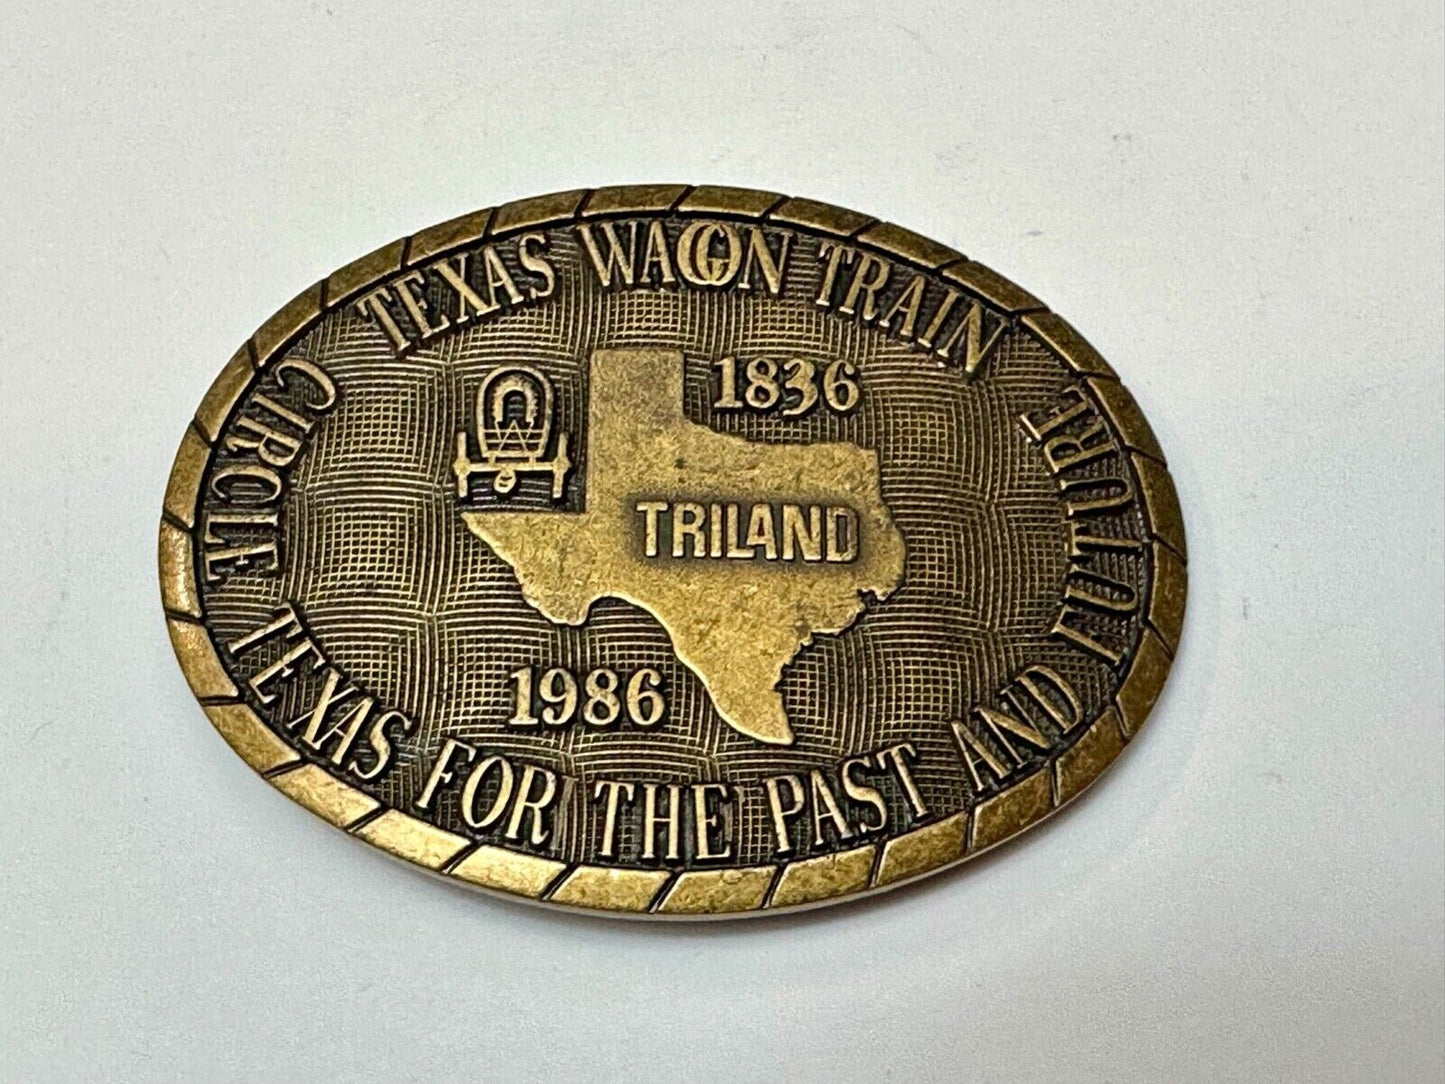 TEXAS WAGON TRAIN
1836
TRILAND
1986
CIRCLE TEXAS FOR THE PAST AND FUTURE